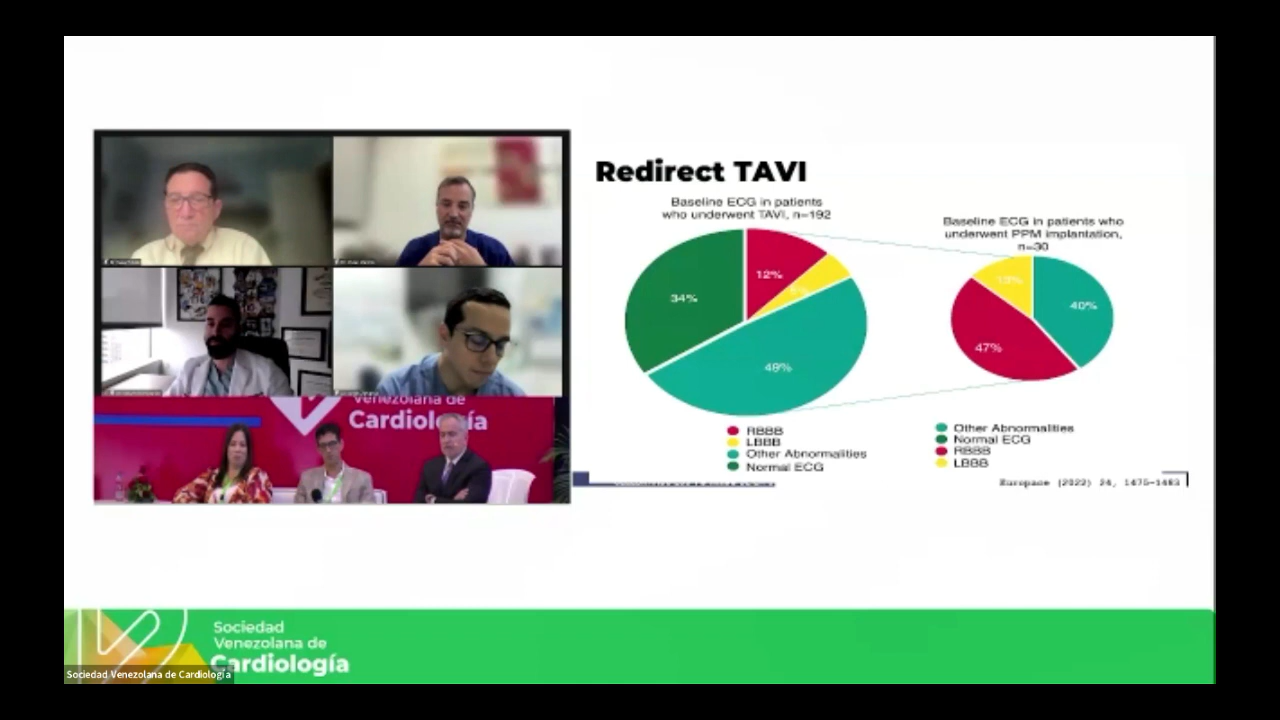 Venezolana de
Cardiología
Redirect TAVI
Baseline ECG in patients
who underwent TAVI, n=192
34%
12%
49%
RBBB
LBBB
Other Abnormalities
Normal ECG
Baseline ECG in patients who
underwent PPM implantation,
n=30
13%
40%
47%
Other Abnormalities
Normal ECG
RBBB
LBBB
Europace (2022) 24, 1475-1483
Sociedad
Venezolana de
Cardiología
Sociedad Venezolana de Cardiología